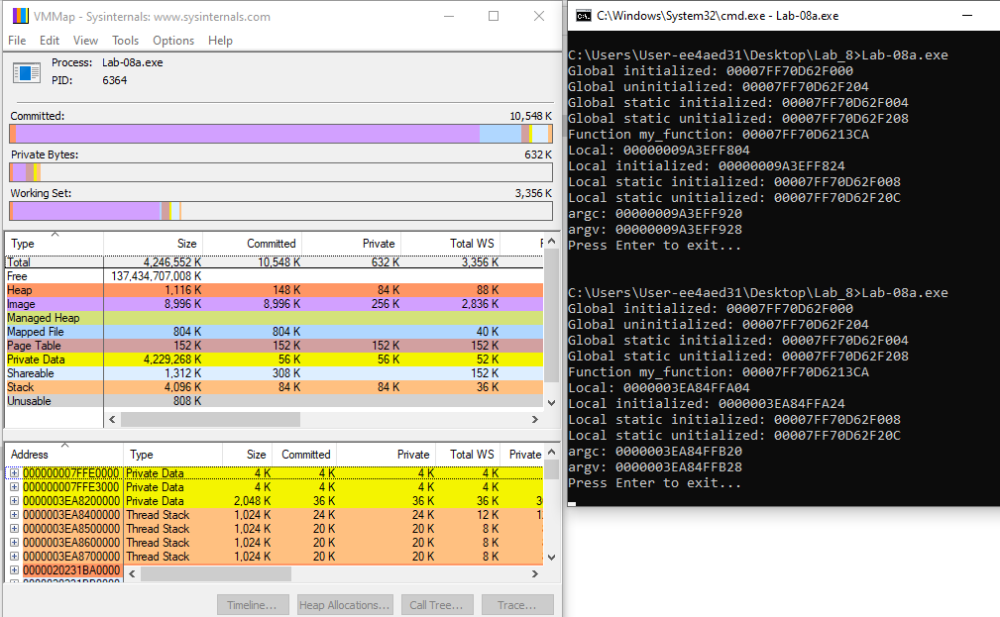 VMMap - Sysinternals: www.sysinternals.com
File Edit View Tools Options Help
Process: Lab-08a.exe
PID: 6364
Committed: 10,548 K
Private Bytes: 632 K
Working Set: 3,356 K
Type Size Committed Private Total WS
Total 4,246,552 K 10,548 K 632 K 3,356 K
Free 137,434,707,008 K
Heap 1,116 K 148 K 84 K 88 K
Image 8,996 K 8,996 K 256 K 2,836 K
Managed Heap
Mapped File 804 K 804 K 40 K
Page Table 152 K 152 K 152 K 152 K
Private Data 4,229,268 K 56 K 56 K 52 K
Shareable 1,312 K 308 K 152 K
Stack 4,096 K 84 K 84 K 36 K
Unusable 808 K
Address Type Size Committed Private Total WS Private
000000007FFE0000 Private Data 4 K 4 K 4 K 4 K
000000007FFE3000 Private Data 4 K 4 K 4 K 4 K
0000003EA8200000 Private Data 2,048 K 36 K 36 K 36 K
0000003EA8400000 Thread Stack 1,024 K 24 K 24 K 12 K
0000003EA8500000 Thread Stack 1,024 K 20 K 20 K 8 K
0000003EA8600000 Thread Stack 1,024 K 20 K 20 K 8 K
0000003EA8700000 Thread Stack 1,024 K 20 K 20 K 8 K
0000020231BA0000
Timeline... Heap Allocations... Call Tree... Trace...
C:\Windows\System32\cmd.exe - Lab-08a.exe
C:\Users\User-ee4aed31\Desktop\Lab_8>Lab-08a.exe
Global initialized: 00007FF70D62F000
Global uninitialized: 00007FF70D62F204
Global static initialized: 00007FF70D62F004
Global static unitialized: 00007FF70D62F208
Function my_function: 00007FF70D6213CA
Local: 00000009A3EFF804
Local initialized: 00000009A3EFF824
Local static initialized: 00007FF70D62F008
Local static unitialized: 00007FF70D62F20C
argc: 00000009A3EFF920
argv: 00000009A3EFF928
Press Enter to exit...
C:\Users\User-ee4aed31\Desktop\Lab_8>Lab-08a.exe
Global initialized: 00007FF70D62F000
Global uninitialized: 00007FF70D62F204
Global static initialized: 00007FF70D62F004
Global static unitialized: 00007FF70D62F208
Function my_function: 00007FF70D6213CA
Local: 0000003EA84FFA04
Local initialized: 0000003EA84FFA24
Local static initialized: 00007FF70D62F008
Local static unitialized: 00007FF70D62F20C
argc: 0000003EA84FFB20
argv: 0000003EA84FFB28
Press Enter to exit...